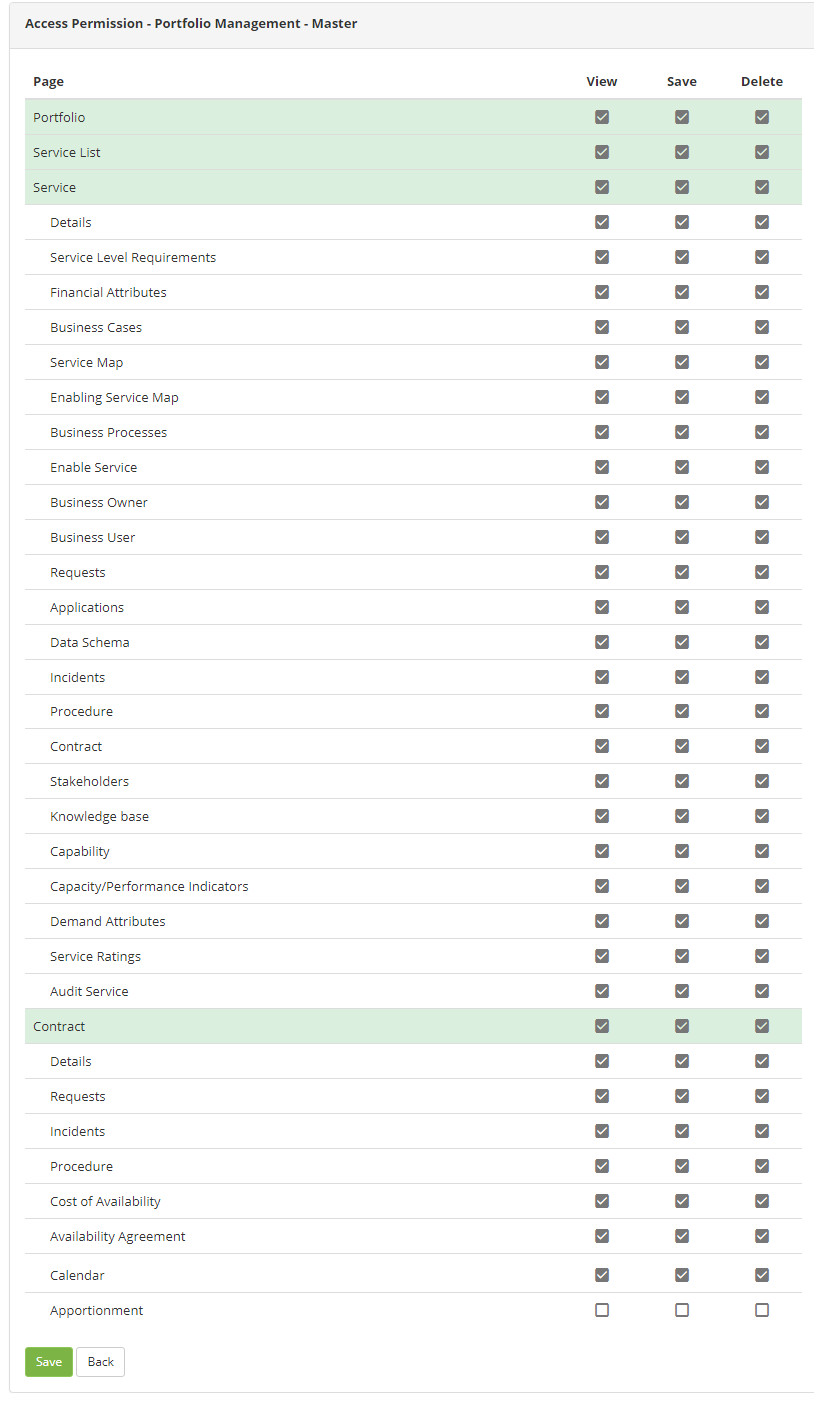 Access Permission - Portfolio Management - Master
Page View Save Delete
Portfolio
Service List
Service
Details
Service Level Requirements
Financial Attributes
Business Cases
Service Map
Enabling Service Map
Business Processes
Enable Service
Business Owner
Business User
Requests
Applications
Data Schema
Incidents
Procedure
Contract
Stakeholders
Knowledge base
Capability
Capacity/Performance Indicators
Demand Attributes
Service Ratings
Audit Service
Contract
Details
Requests
Incidents
Procedure
Cost of Availability
Availability Agreement
Calendar
Apportionment
Save Back